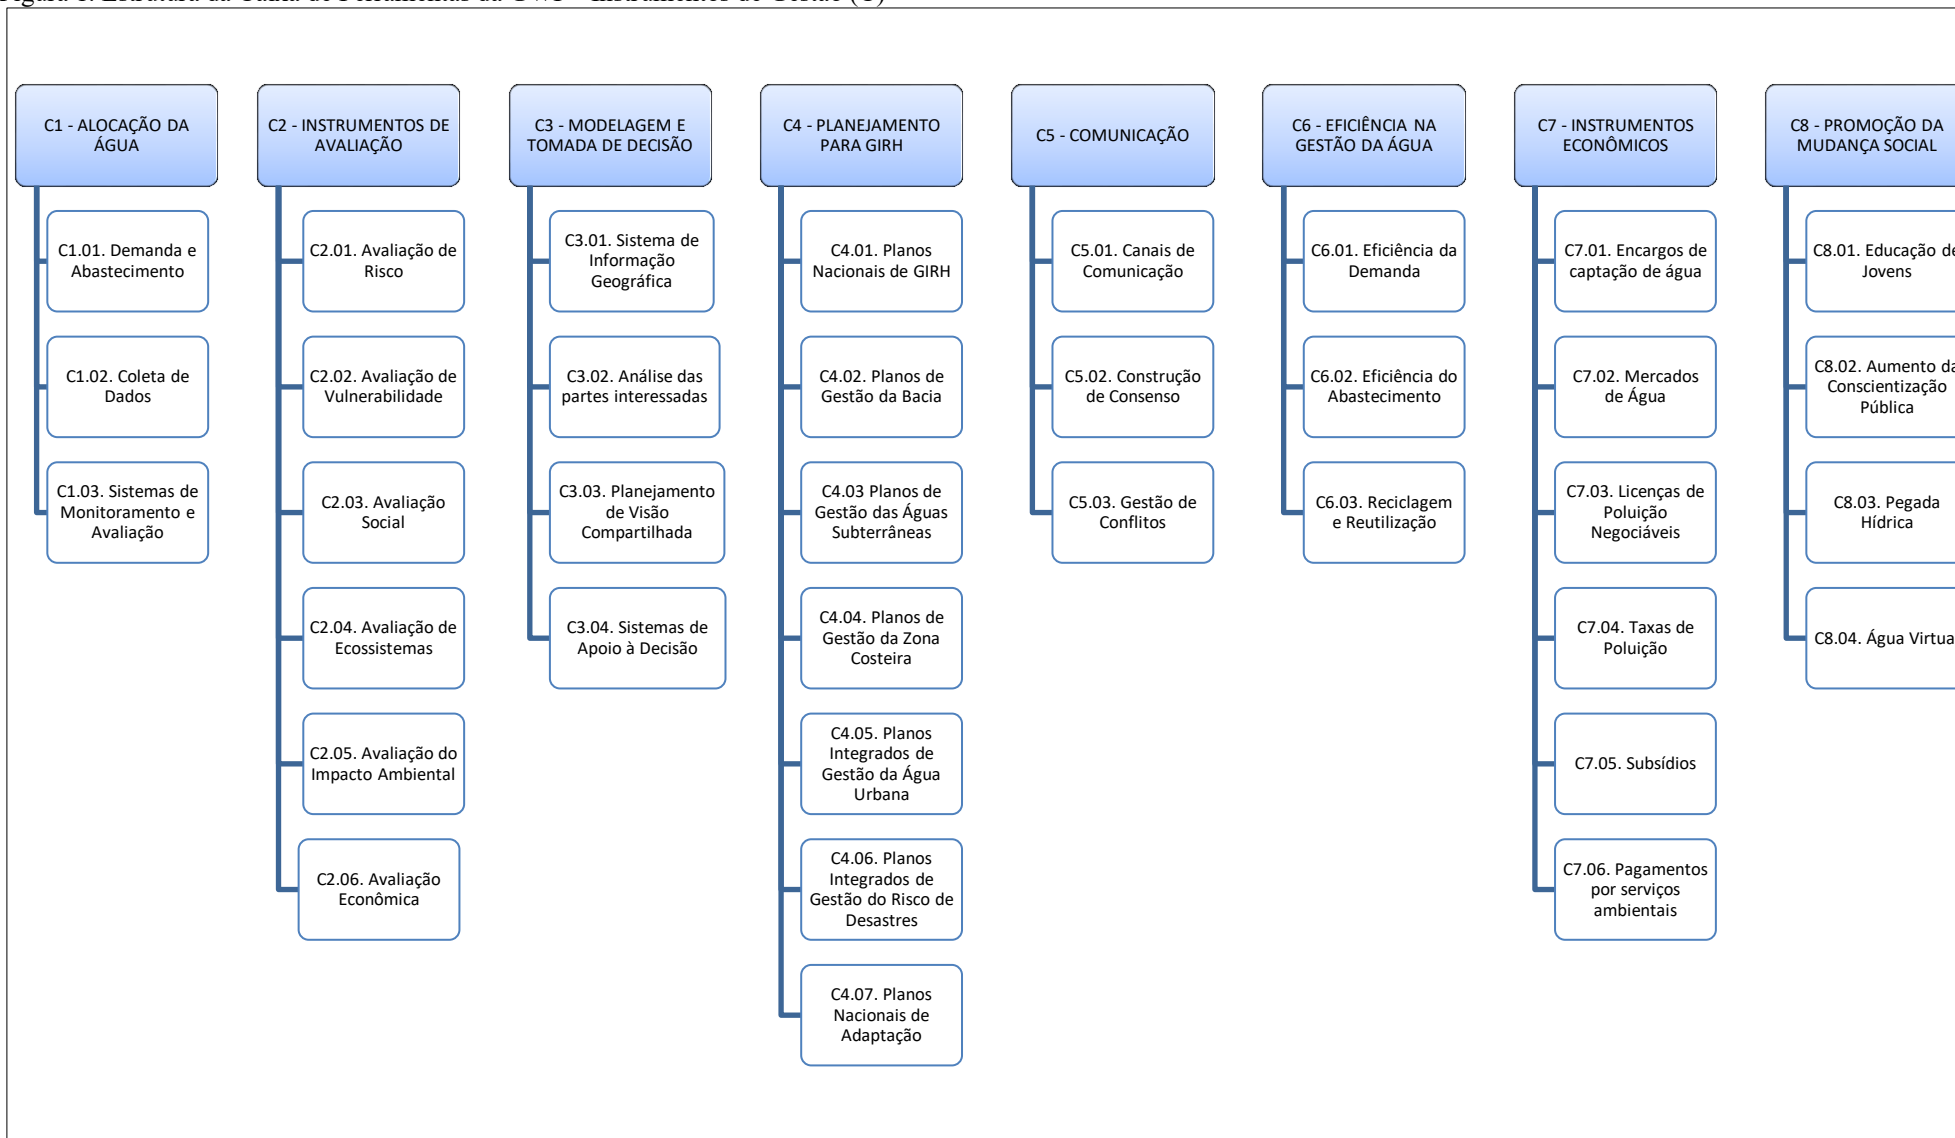 C1 - ALOCAÇÃO DA
ÁGUA
C1.01. Demanda e
Abastecimento
C1.02. Coleta de
Dados
C1.03. Sistemas de
Monitoramento e
Avaliação
C2 - INSTRUMENTOS DE
AVALIAÇÃO
C2.01. Avaliação de
Risco
C2.02. Avaliação de
Vulnerabilidade
C2.03. Avaliação
Social
C2.04. Avaliação de
Ecossistemas
C2.05. Avaliação do
Impacto Ambiental
C2.06. Avaliação
Econômica
C3 - MODELAGEM E
TOMADA DE DECISÃO
C3.01. Sistema de
Informação
Geográfica
C3.02. Análise das
partes interessadas
C3.03. Planejamento
de Visão
Compartilhada
C3.04. Sistemas de
Apoio à Decisão
C4 - PLANEJAMENTO
PARA GIRH
C4.01. Planos
Nacionais de GIRH
C4.02. Planos de
Gestão da Bacia
C4.03 Planos de
Gestão das Águas
Subterrâneas
C4.04. Planos de
Gestão da Zona
Costeira
C4.05. Planos
Integrados de
Gestão da Água
Urbana
C4.06. Planos
Integrados de
Gestão do Risco de
Desastres
C4.07. Planos
Nacionais de
Adaptação
C5 - COMUNICAÇÃO
C5.01. Canais de
Comunicação
C5.02. Construção
de Consenso
C5.03. Gestão de
Conflitos
C6 - EFICIÊNCIA NA
GESTÃO DA ÁGUA
C6.01. Eficiência da
Demanda
C6.02. Eficiência do
Abastecimento
C6.03. Reciclagem
e Reutilização
C7 - INSTRUMENTOS
ECONÔMICOS
C7.01. Encargos de
captação de água
C7.02. Mercados
de Água
C7.03. Licenças de
Poluição
Negociáveis
C7.04. Taxas de
Poluição
C7.05. Subsídios
C7.06. Pagamentos
por serviços
ambientais
C8 - PROMOÇÃO DA
MUDANÇA SOCIAL
C8.01. Educação de
Jovens
C8.02. Aumento da
Conscientização
Pública
C8.03. Pegada
Hídrica
C8.04. Água Virtua